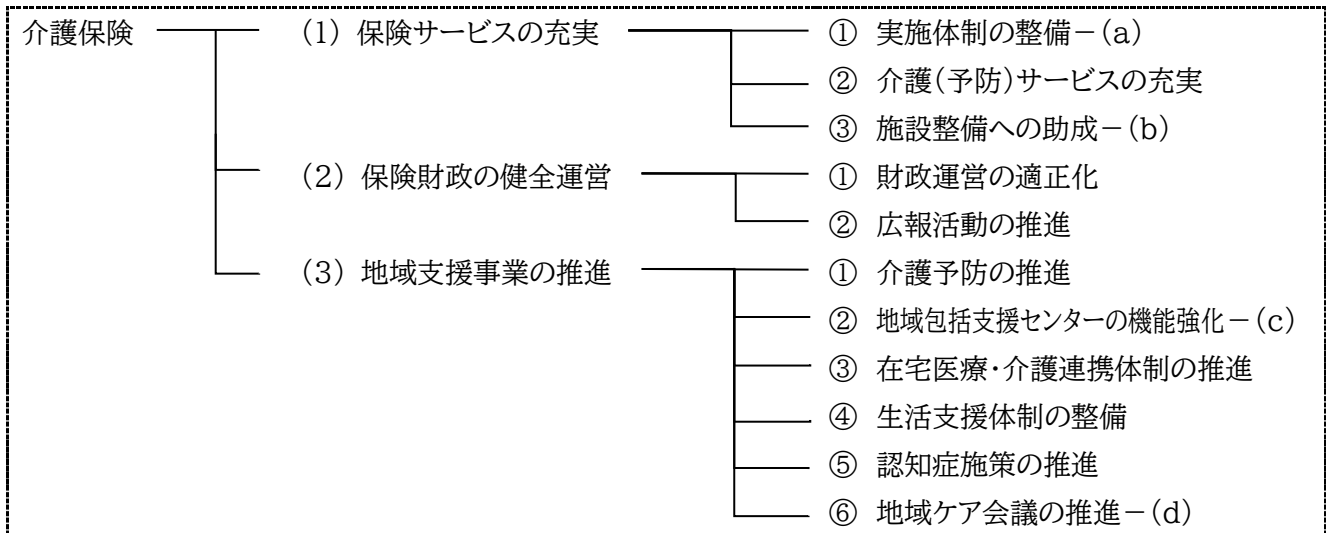 介護保険 (1) 保険サービスの充実 ① 実施体制の整備－(a)
② 介護(予防)サービスの充実
③ 施設整備への助成－(b)
(2) 保険財政の健全運営 ① 財政運営の適正化
② 広報活動の推進
(3) 地域支援事業の推進 ① 介護予防の推進
② 地域包括支援センターの機能強化－(c)
③ 在宅医療・介護連携体制の推進
④ 生活支援体制の整備
⑤ 認知症施策の推進
⑥ 地域ケア会議の推進－(d)